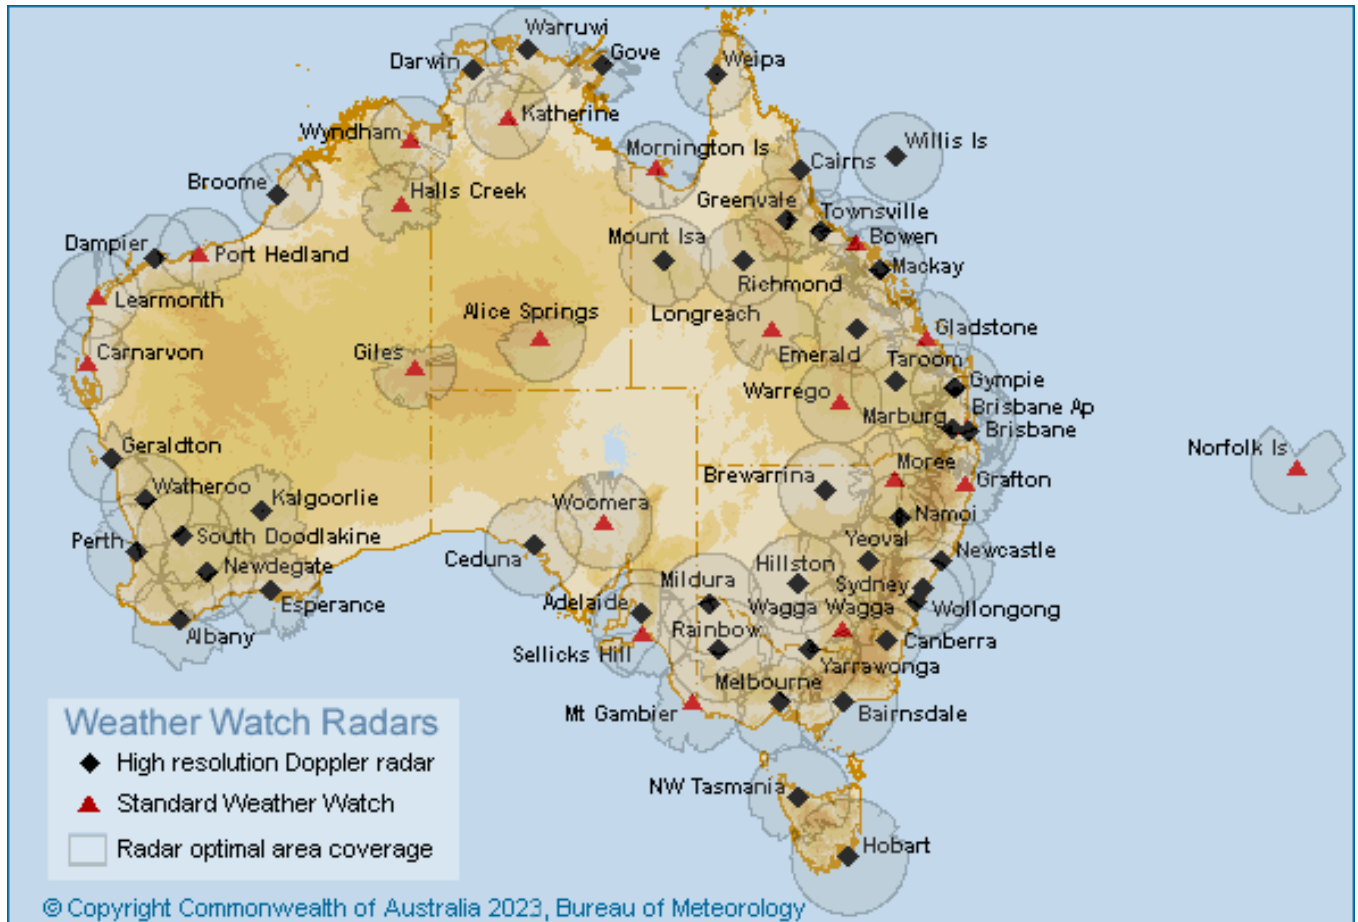 Warruwi
Gove
Darwin
Weipa
Katherine
Wyndham
Willis Is
Mornington Is
Cairns
Broome
Halls Creek
Greenvale
Townsville
Dampier
Mount Isa
Bowen
Port Hedland
Mackay
Richmond
Learmonth
Alice Springs
Longreach
Gladstone
Carnarvon
Giles
Emerald
Taroom
Gympie
Warrego
Brisbane Ap
Marburg
Brisbane
Geraldton
Norfolk Is
Moree
Brewarrina
Grafton
Watheroo
Kalgoorlie
Woomera
Namoi
South Doodlakine
Perth
Yeoval
Newcastle
Ceduna
Hillston
Newdegate
Mildura
Sydney
Esperance
Adelaide
Wagga Wagga
Wollongong
Albany
Rainbow
Canberra
Sellicks Hill
Yarrawonga
Melbourne
Mt Gambier
Bairnsdale
Weather Watch Radars
High resolution Doppler radar
NW Tasmania
Standard Weather Watch
Hobart
Radar optimal area coverage
© Copyright Commonwealth of Australia 2023, Bureau of Meteorology